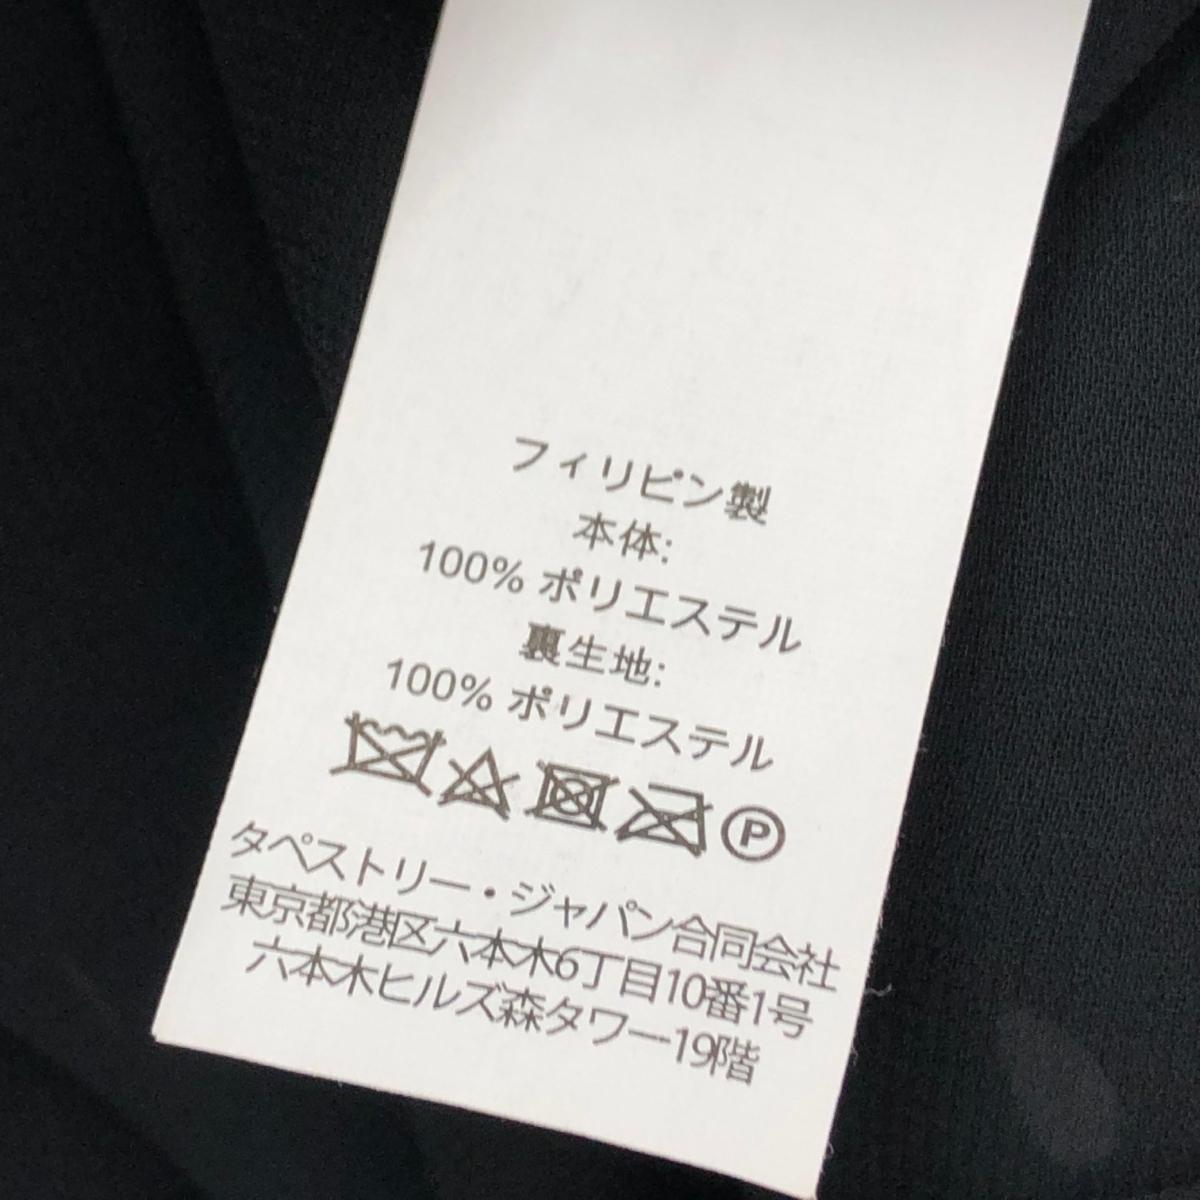 フィリピン製
本体:
100% ポリエステル
裏生地:
100% ポリエステル
P
タペストリー・ジャパン合同会社
東京都港区六本木6丁目10番1号
六本木ヒルズ森タワー19階